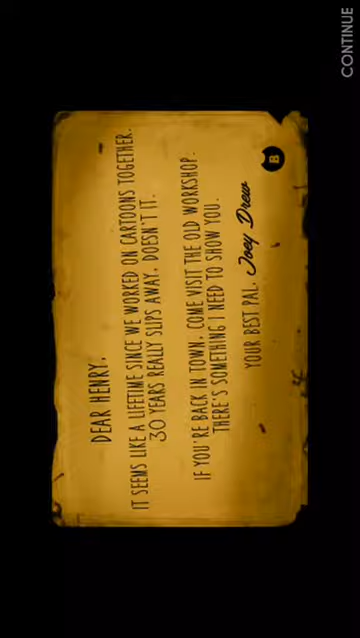 CONTINUE
DEAR HENRY,
IT SEEMS LIKE A LIFETIME SINCE WE WORKED ON CARTOONS TOGETHER.
30 YEARS REALLY SLIPS AWAY, DOESN'T IT.
IF YOU'RE BACK IN TOWN, COME VISIT THE OLD WORKSHOP.
THERE'S SOMETHING I NEED TO SHOW YOU.
YOUR BEST PAL, Joey Drew
B